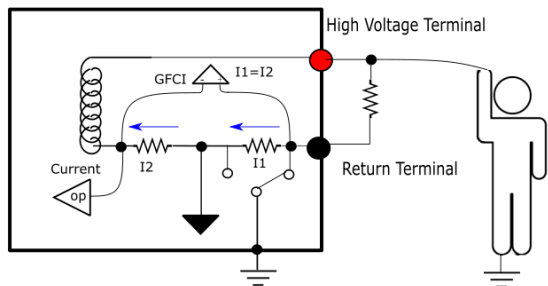 High Voltage Terminal
GFCI
- +
I1=I2
Current
op
I2
I1
Return Terminal